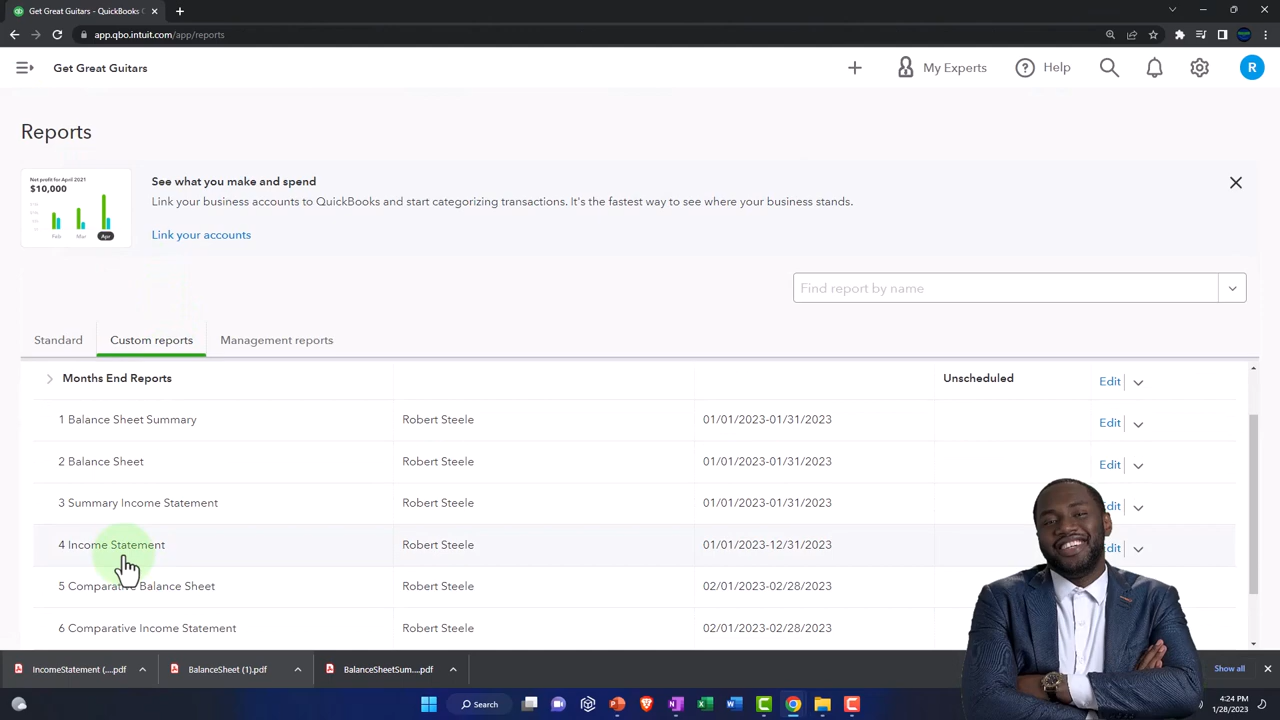 Get Great Guitars - QuickBooks O
app.qbo.intuit.com/app/reports
Get Great Guitars
My Experts
Help
R
Reports
Net profit for April 2021
$10,000
Feb Mar Apr
See what you make and spend
Link your business accounts to QuickBooks and start categorizing transactions. It's the fastest way to see where your business stands.
Link your accounts
Find report by name
Standard Custom reports Management reports
Months End Reports Unscheduled Edit
1 Balance Sheet Summary Robert Steele 01/01/2023-01/31/2023 Edit
2 Balance Sheet Robert Steele 01/01/2023-01/31/2023 Edit
3 Summary Income Statement Robert Steele 01/01/2023-01/31/2023 Edit
4 Income Statement Robert Steele 01/01/2023-12/31/2023 Edit
5 Comparative Balance Sheet Robert Steele 02/01/2023-02/28/2023
6 Comparative Income Statement Robert Steele 02/01/2023-02/28/2023
IncomeStatement (....pdf BalanceSheet (1).pdf BalanceSheetSum....pdf Show all
Search
4:24 PM
1/28/2023